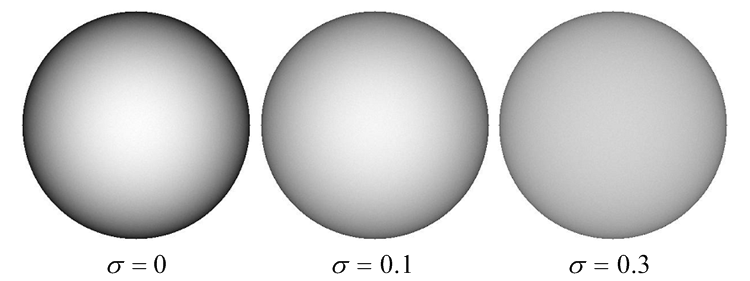 σ = 0
σ = 0.1
σ = 0.3